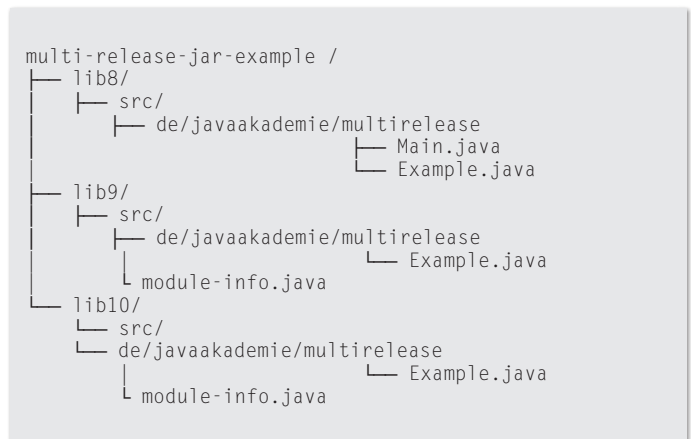 multi-release-jar-example /
├── lib8/
│   ├── src/
│       ├── de/javaakademie/multirelease
│                           ├── Main.java
│                           └── Example.java
├── lib9/
│   ├── src/
│       ├── de/javaakademie/multirelease
│       │                    └── Example.java
│       └ module-info.java
└── lib10/
    └── src/
    └── de/javaakademie/multirelease
        │                        └── Example.java
        └ module-info.java